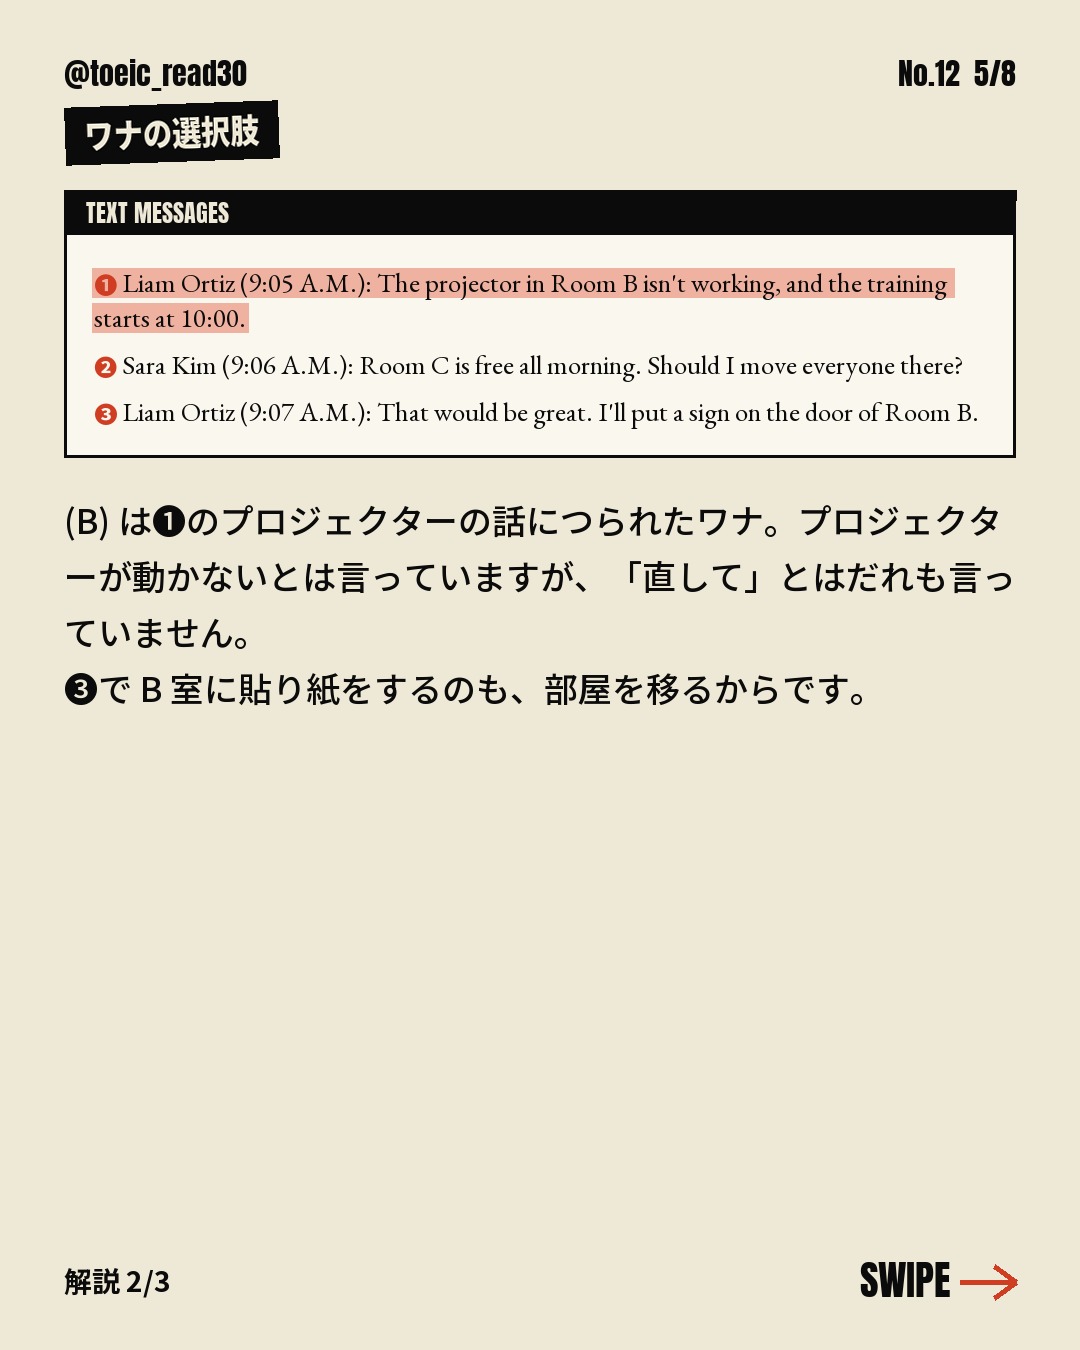 @toeic_read30
No.12 5/8
ワナの選択肢
TEXT MESSAGES
❶ Liam Ortiz (9:05 A.M.): The projector in Room B isn't working, and the training
starts at 10:00.
❷ Sara Kim (9:06 A.M.): Room C is free all morning. Should I move everyone there?
❸ Liam Ortiz (9:07 A.M.): That would be great. I'll put a sign on the door of Room B.
(B) は❶のプロジェクターの話につられたワナ。プロジェクタ
ーが動かないとは言っていますが、「直して」とはだれも言っ
ていません。
❸で B 室に貼り紙をするのも、部屋を移るからです。
解説 2/3
SWIPE